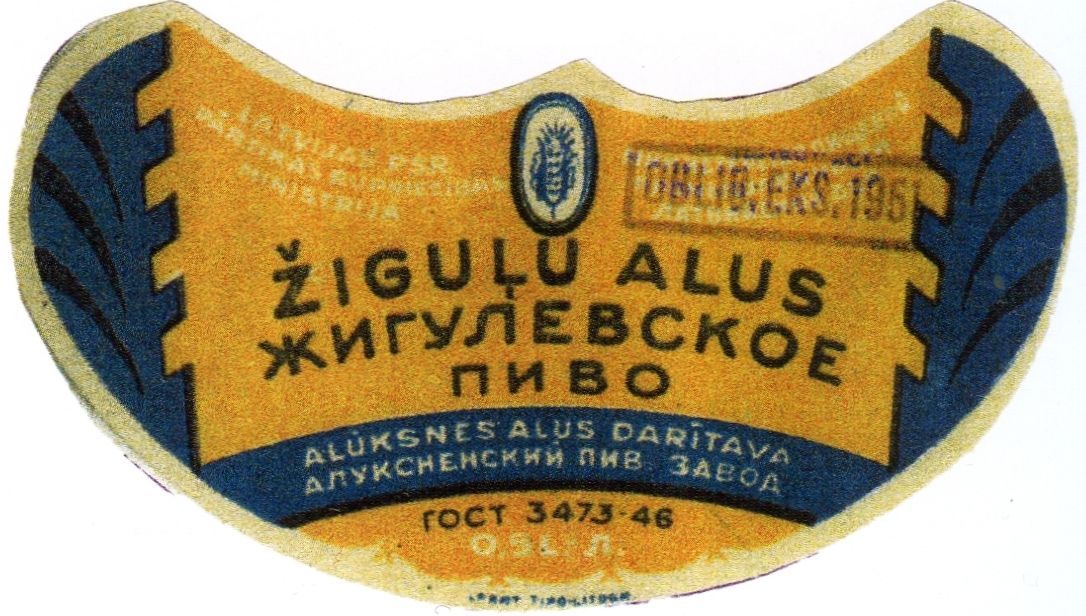 LATVIJAS PSR
MINISTRIJA
OBLIG. EKS. 195
ŽIGUĻU ALUS
ЖИГУЛЕВСКОЕ
ПИВО
ALŪKSNES ALUS DARĪTAVA
АЛУКСНЕНСКИЙ ПИВ. ЗАВОД
ГОСТ 3473-46
0,5 L.-Л.